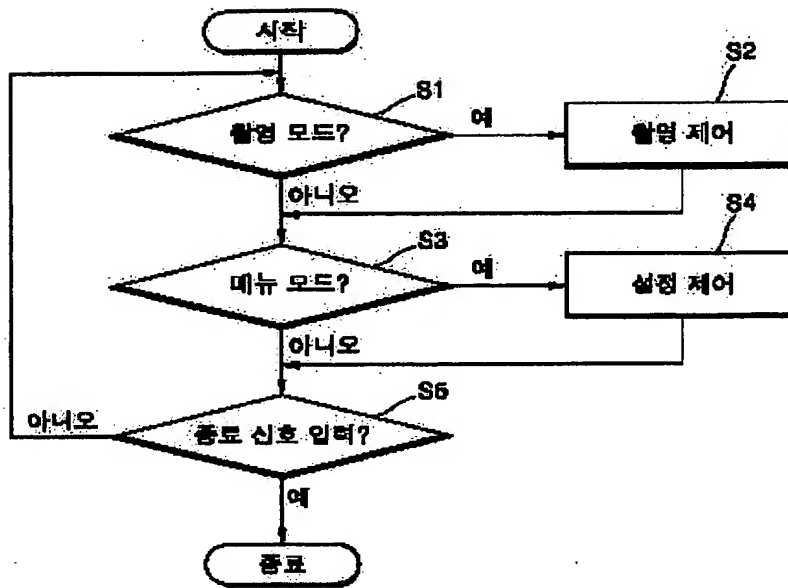 시작
S1
S2
촬영 모드?
예
촬영 제어
아니오
S3
S4
메뉴 모드?
예
설정 제어
아니오
S5
아니오
종료 신호 입력?
예
종료